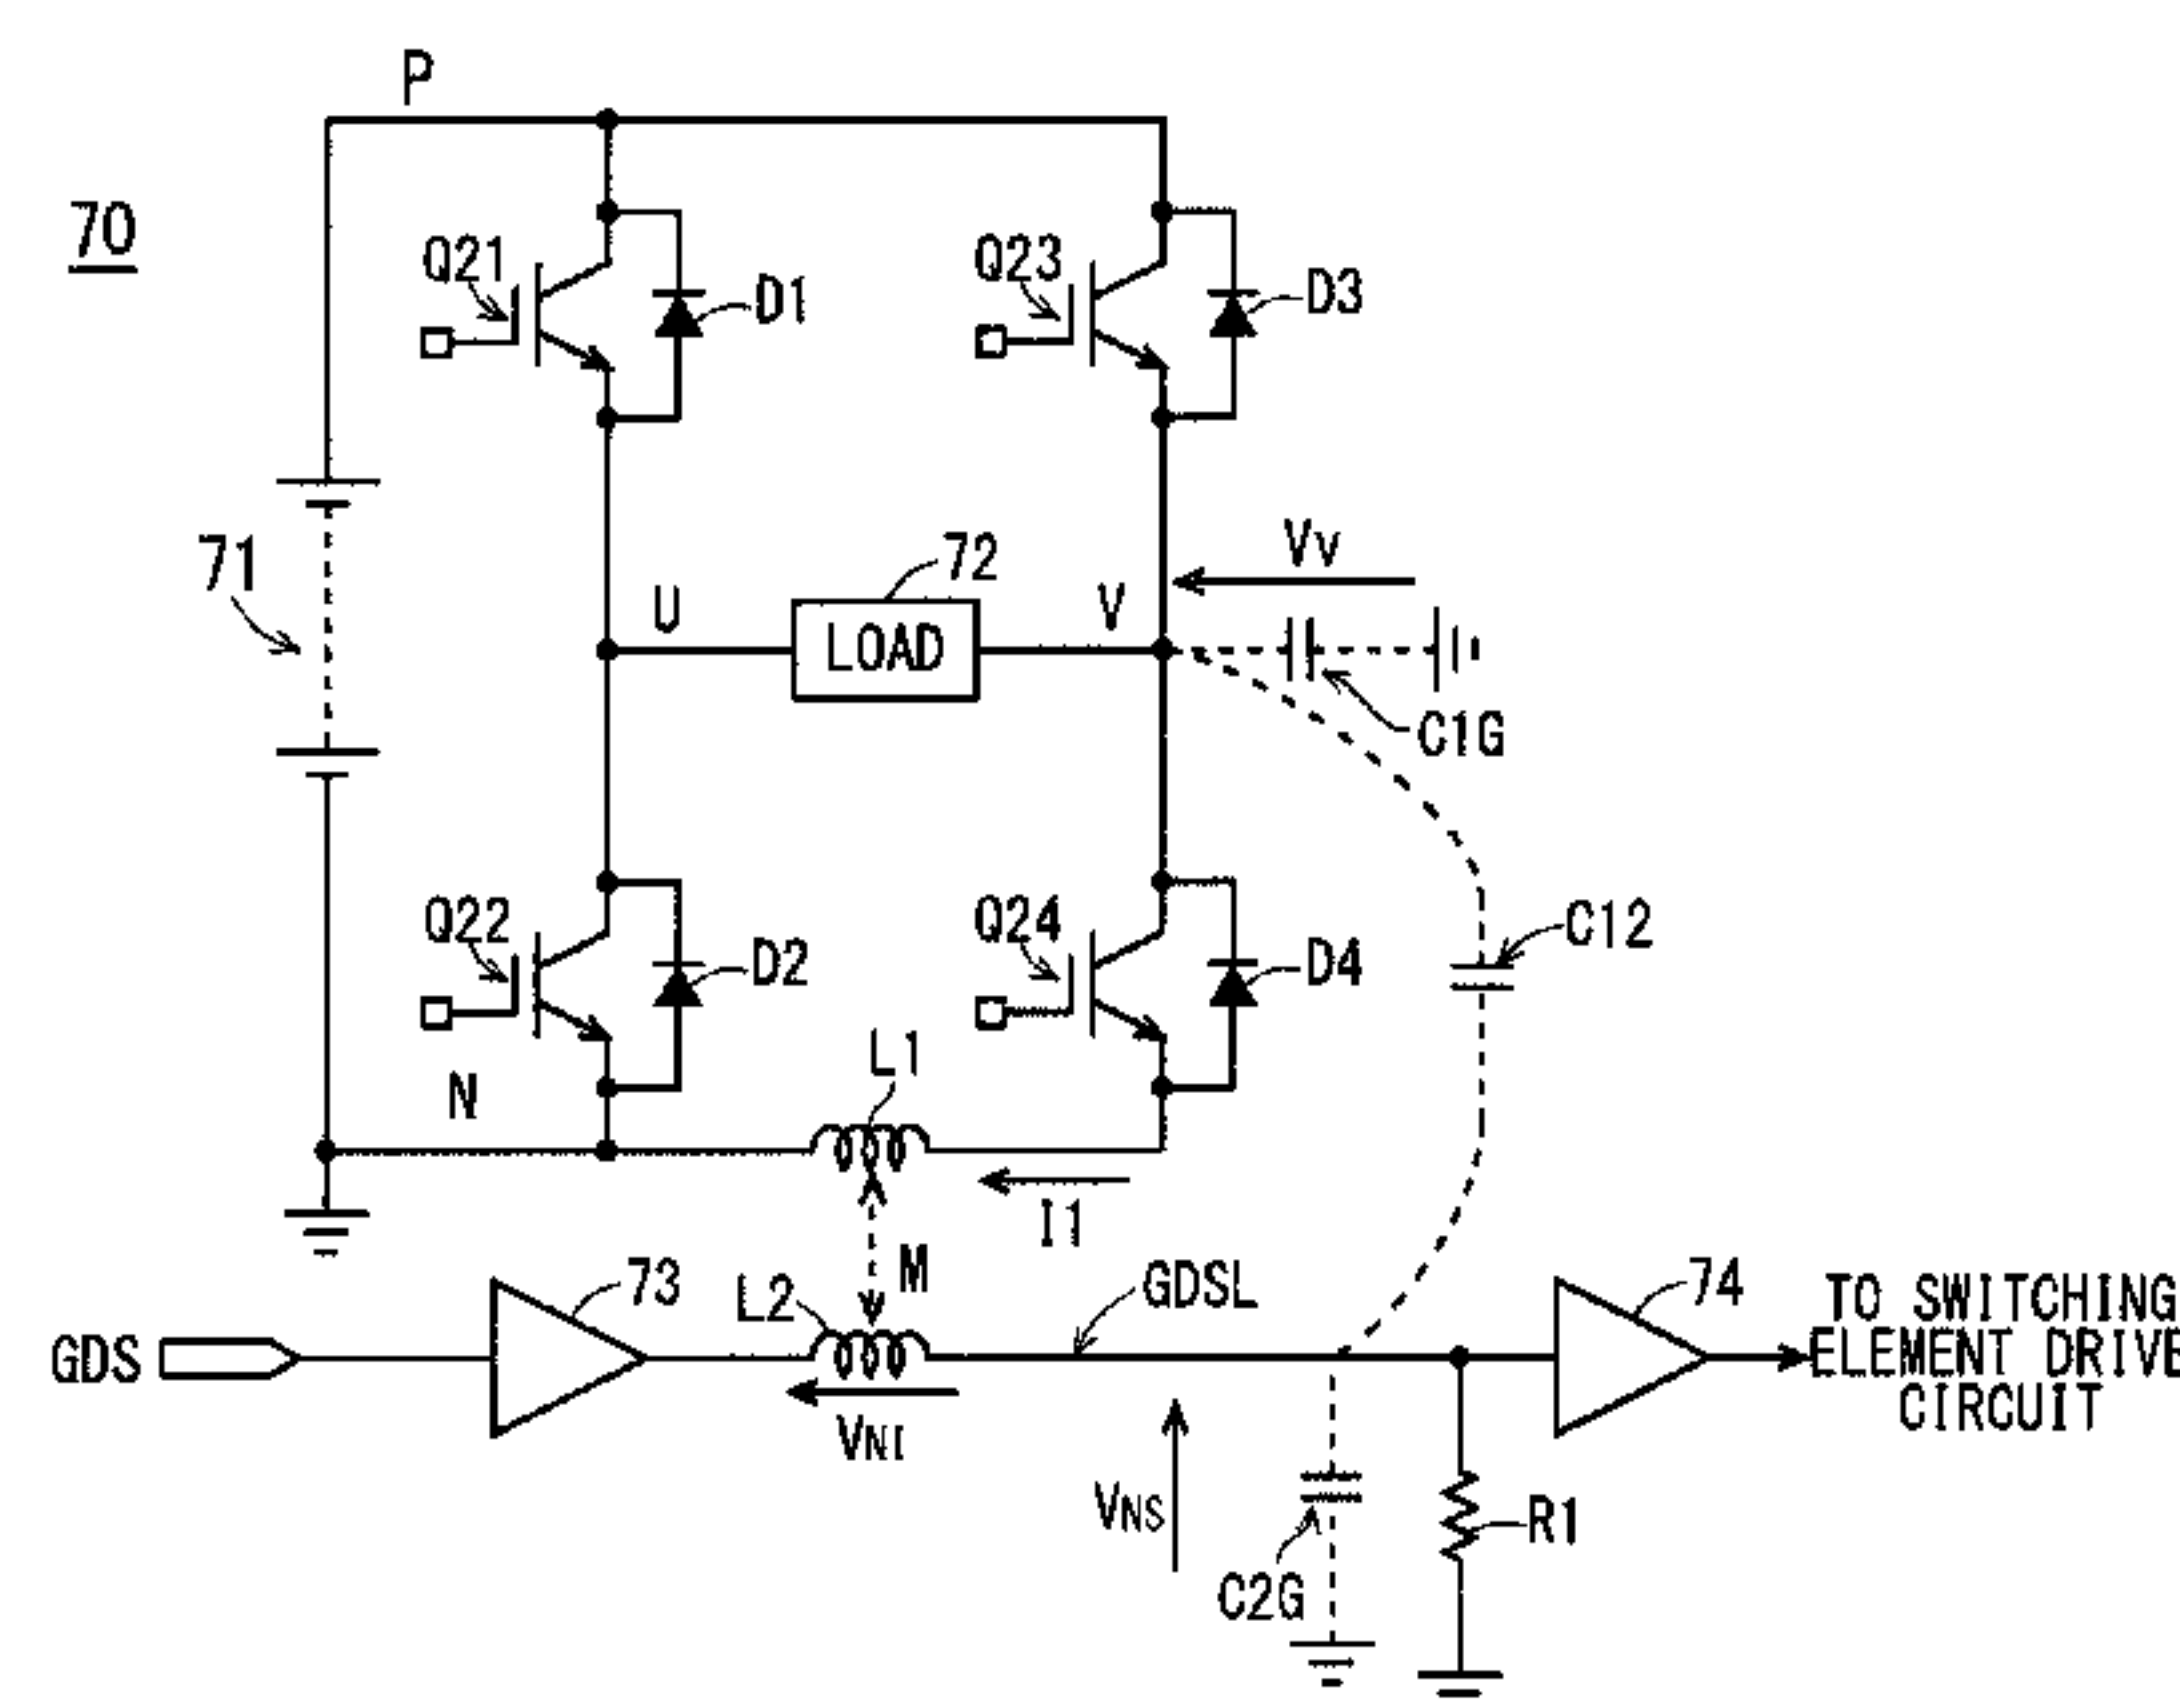 P
70
Q21
D1
Q23
D3
71
U
72
LOAD
V
VV
C1G
Q22
D2
Q24
D4
C12
N
L1
I1
M
GDS
73
L2
GDSL
74
TO SWITCHING
ELEMENT DRIVE
CIRCUIT
VNI
VNS
C2G
R1